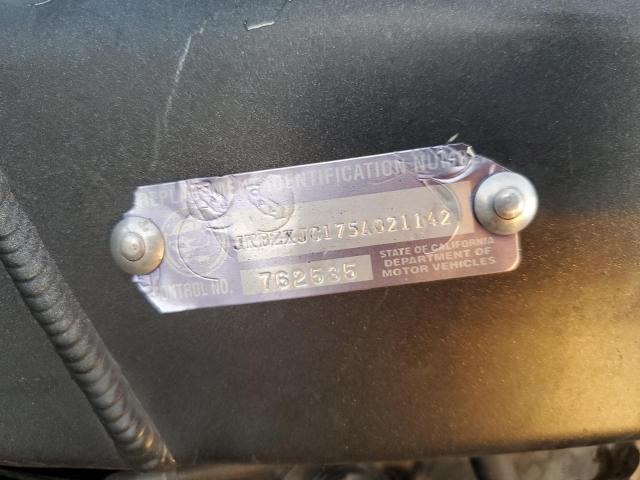 REPLACEMENT IDENTIFICATION NUMBER
JKBZXJC175A021142
762535
CONTROL NO.
STATE OF CALIFORNIA
DEPARTMENT OF
MOTOR VEHICLES